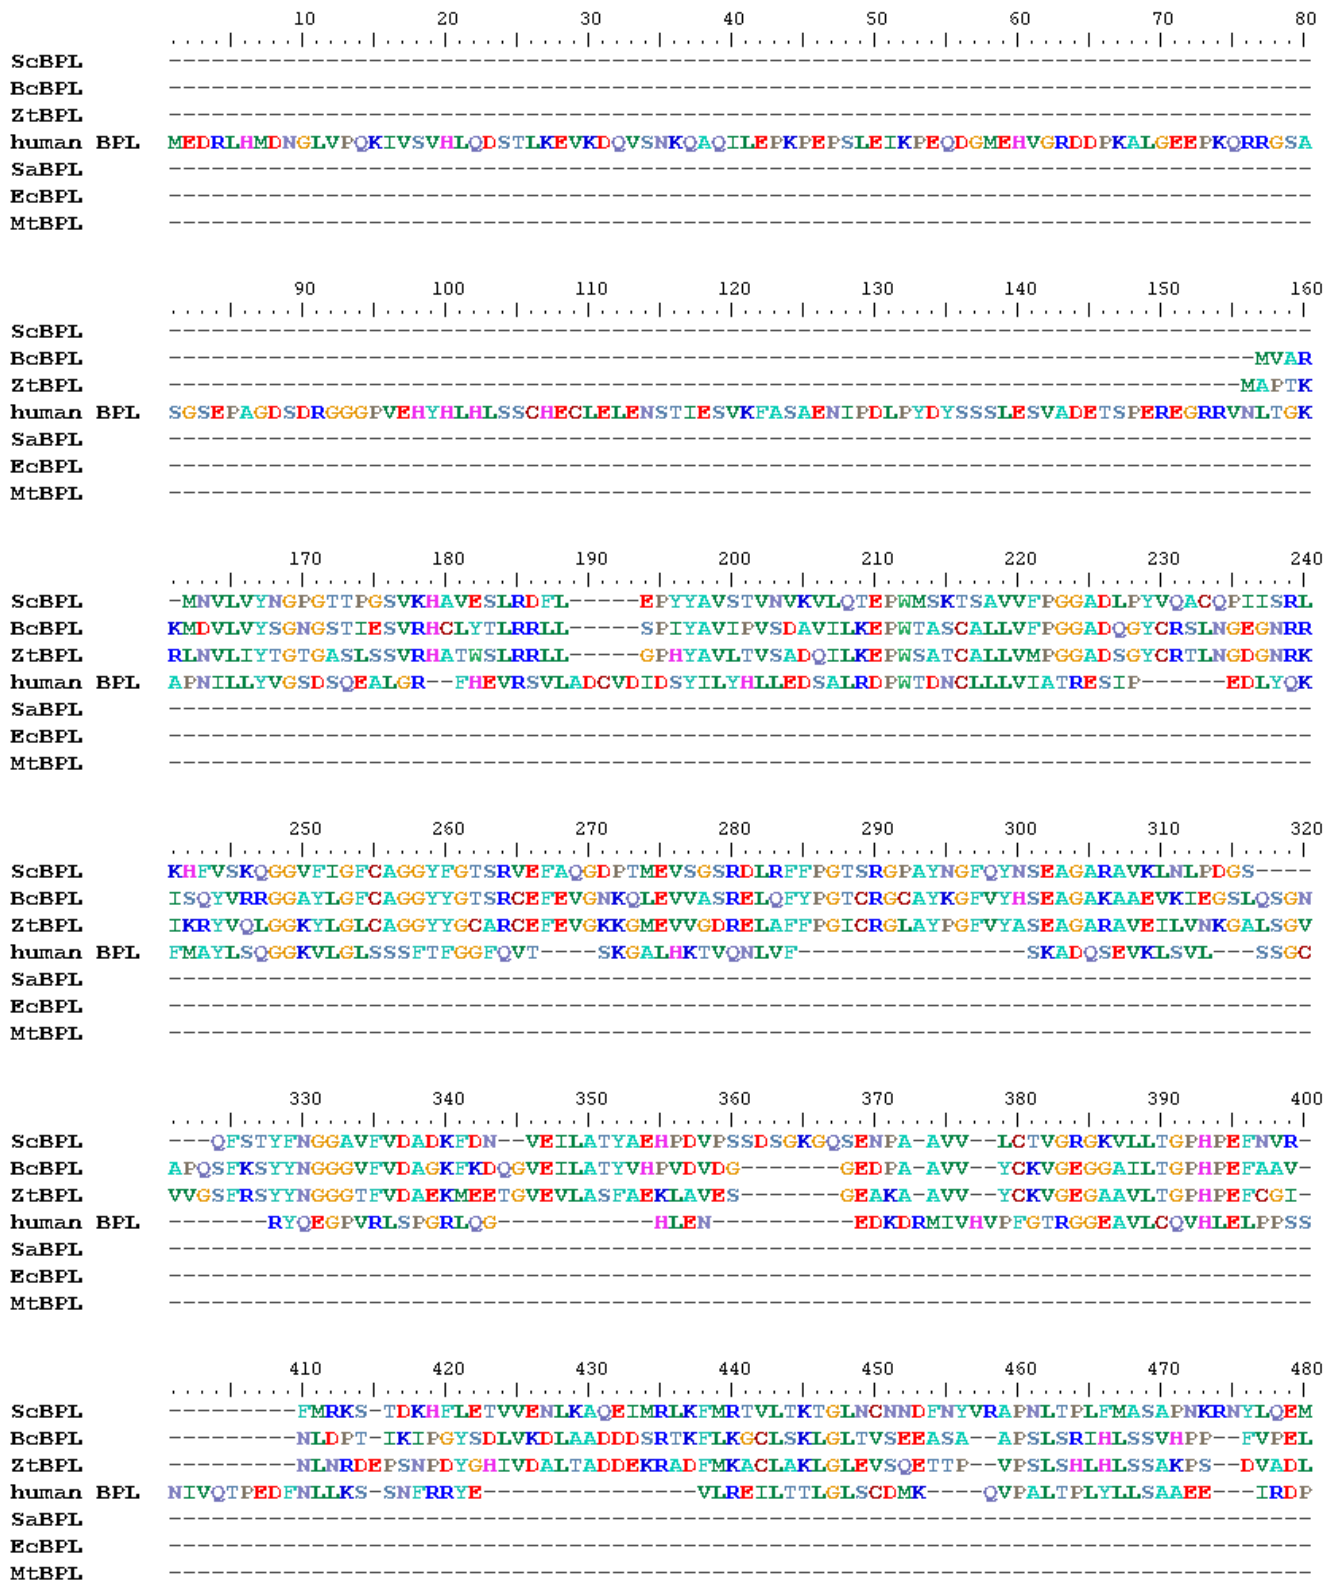 10 20 30 40 50 60 70 80
ScBPL --------------------------------------------------------------------------------
BcBPL --------------------------------------------------------------------------------
ZtBPL --------------------------------------------------------------------------------
human BPL MEDRLHMDNGLVPQKIVSVHLQDSTLKEVKDQVSNKQAQILEPKPEPSLEIKPEQDGMEHVGRDDPKALGEEPKQRRGSA
SaBPL --------------------------------------------------------------------------------
EcBPL --------------------------------------------------------------------------------
MtBPL --------------------------------------------------------------------------------
90 100 110 120 130 140 150 160
ScBPL --------------------------------------------------------------------------------
BcBPL ----------------------------------------------------------------------------MVAR
ZtBPL ---------------------------------------------------------------------------MAPTK
human BPL SGSEPAGDSDRGGGPVEHYHLHLSSCHECLELENSTIESVKFASAENIPDLPYDYSSSLESVADETSPEREGRRVNLTGK
SaBPL --------------------------------------------------------------------------------
EcBPL --------------------------------------------------------------------------------
MtBPL --------------------------------------------------------------------------------
170 180 190 200 210 220 230 240
ScBPL -MNVLVYNGPGTTPGSVKHAVESLRDFL-----EPYYAVSTVNVKVLQTEPWMSKTSAVVFPGGADLPYVQACQPIISRL
BcBPL KMDVLVYSGNGSTIESVRHCLYTLRRLL-----SPIYAVIPVSDAVILKEPWTASCALLVFPGGADQGYCRSLNGEGNRR
ZtBPL RLNVLIYTGTGASLSSVRHATWSLRRLL-----GPHYAVLTVSADQILKEPWSATCALLVMPGGADSGYCRTLNGDGNRK
human BPL APNILLYVGSDSQEALGR--FHEVRSVLADCVDIDSYILYHLLEDSALRDPWTDNCLLLVIATRESIP------EDLYQK
SaBPL --------------------------------------------------------------------------------
EcBPL --------------------------------------------------------------------------------
MtBPL --------------------------------------------------------------------------------
250 260 270 280 290 300 310 320
ScBPL KHFVSKQGGVFIGFCAGGYFGTSRVEFAQGDPTMEVSGSRDLRFFPGTSRGPAYNGFQYNSEAGARAVKLNLPDGS----
BcBPL ISQYVRRGGAYLGFCAGGYYGTSRCEFEVGNKQLEVVASRELQFYPGTCRGCAYKGFVYHSEAGAKAAEVKIEGSLQSGN
ZtBPL IKRYVQLGGKYLGLCAGGYYGCARCEFEVGKKGMEVVGDRELAFFPGICRGLAYPGFVYASEAGARAVEILVNKGALSGV
human BPL FMAYLSQGGKVLGLSSSFTFGGFQVT----SKGALHKTVQNLVF----------------SKADQSEVKLSVL---SSGC
SaBPL --------------------------------------------------------------------------------
EcBPL --------------------------------------------------------------------------------
MtBPL --------------------------------------------------------------------------------
330 340 350 360 370 380 390 400
ScBPL ---QFSTYFNGGAVFVDADKFDN--VEILATYAEHPDVPSSDSGKGQSENPA-AVV--LCTVGRGKVLLTGPHPEFNVR-
BcBPL APQSFKSYYNGGGVFVDAGKFKDQGVEILATYVHPVDVDG-------GEDPA-AVV--YCKVGEGGAILTGPHPEFAAV-
ZtBPL VVGSFRSYYNGGGTFVDAEKMEETGVEVLASFAEKLAVES-------GEAKA-AVV--YCKVGEGAAVLTGPHPEFCGI-
human BPL -------RYQEGPVRLSPGRLQG-----------HLEN----------EDKDRMIVHVPFGTRGGEAVLCQVHLELPPSS
SaBPL --------------------------------------------------------------------------------
EcBPL --------------------------------------------------------------------------------
MtBPL --------------------------------------------------------------------------------
410 420 430 440 450 460 470 480
ScBPL ---------FMRKS-TDKHFLETVVENLKAQEIMRLKFMRTVLTKTGLNCNNDFNYVRAPNLTPLFMASAPNKRNYLQEM
BcBPL ---------NLDPT-IKIPGYSDLVKDLAADDDSRTKFLKGCLSKLGLTVSEEASA--APSLSRIHLSSVHPP--FVPEL
ZtBPL ---------NLNRDEPSNPDYGHIVDALTADDEKRADFMKACLAKLGLEVSQETTP--VPSLSHLHLSSAKPS--DVADL
human BPL NIVQTPEDFNLLKS-SNFRRYE---------------VLREILTTLGLSCDMK----QVPALTPLYLLSAAEE---IRDP
SaBPL --------------------------------------------------------------------------------
EcBPL --------------------------------------------------------------------------------
MtBPL --------------------------------------------------------------------------------